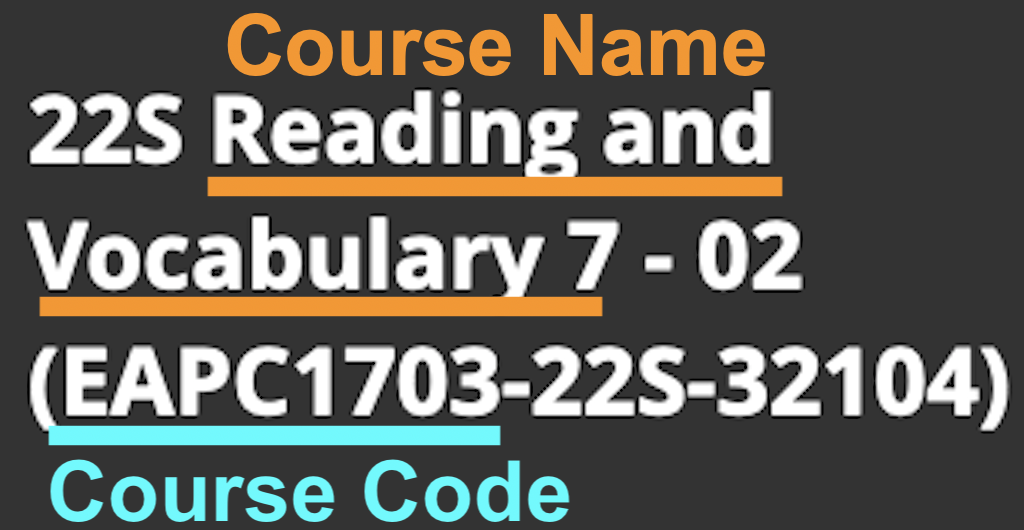 Course Name
22S Reading and
Vocabulary 7 - 02
(EAPC1703-22S-32104)
Course Code